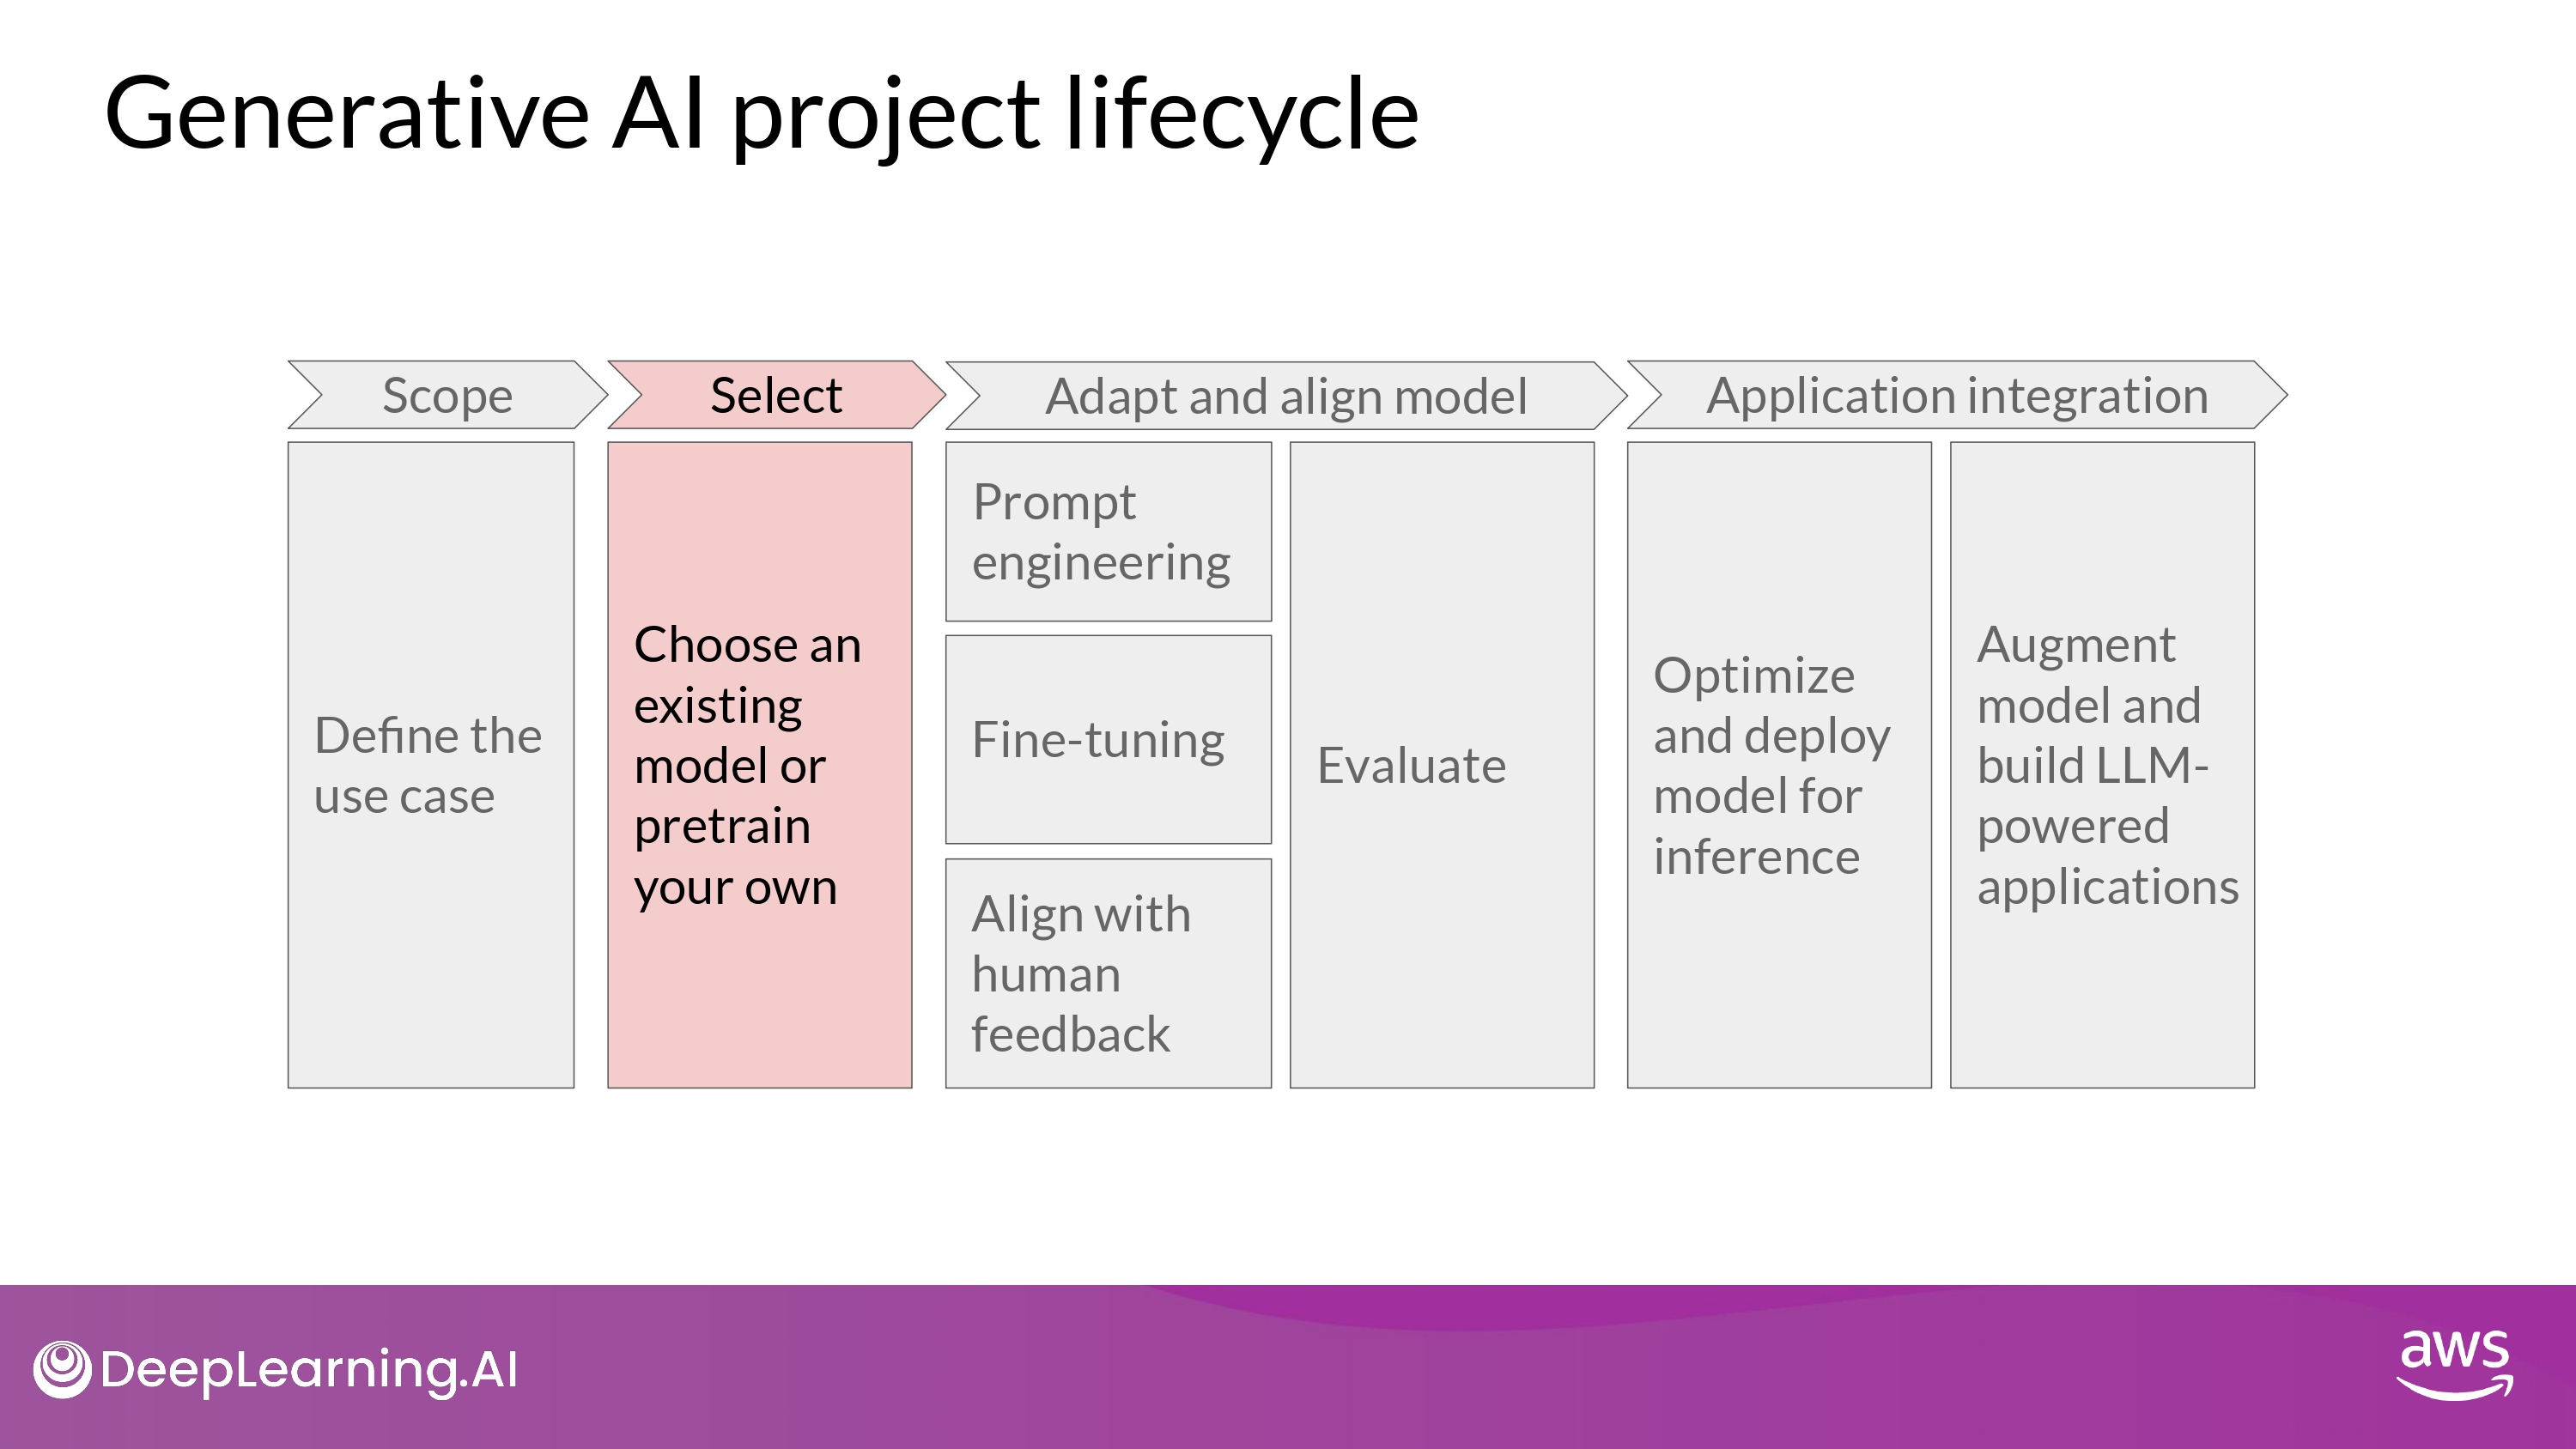 Generative AI project lifecycle
Scope
Select
Adapt and align model
Application integration
Define the
use case
Choose an
existing
model or
pretrain
your own
Prompt
engineering
Fine-tuning
Align with
human
feedback
Evaluate
Optimize
and deploy
model for
inference
Augment
model and
build LLM-
powered
applications
DeepLearning.AI
aws